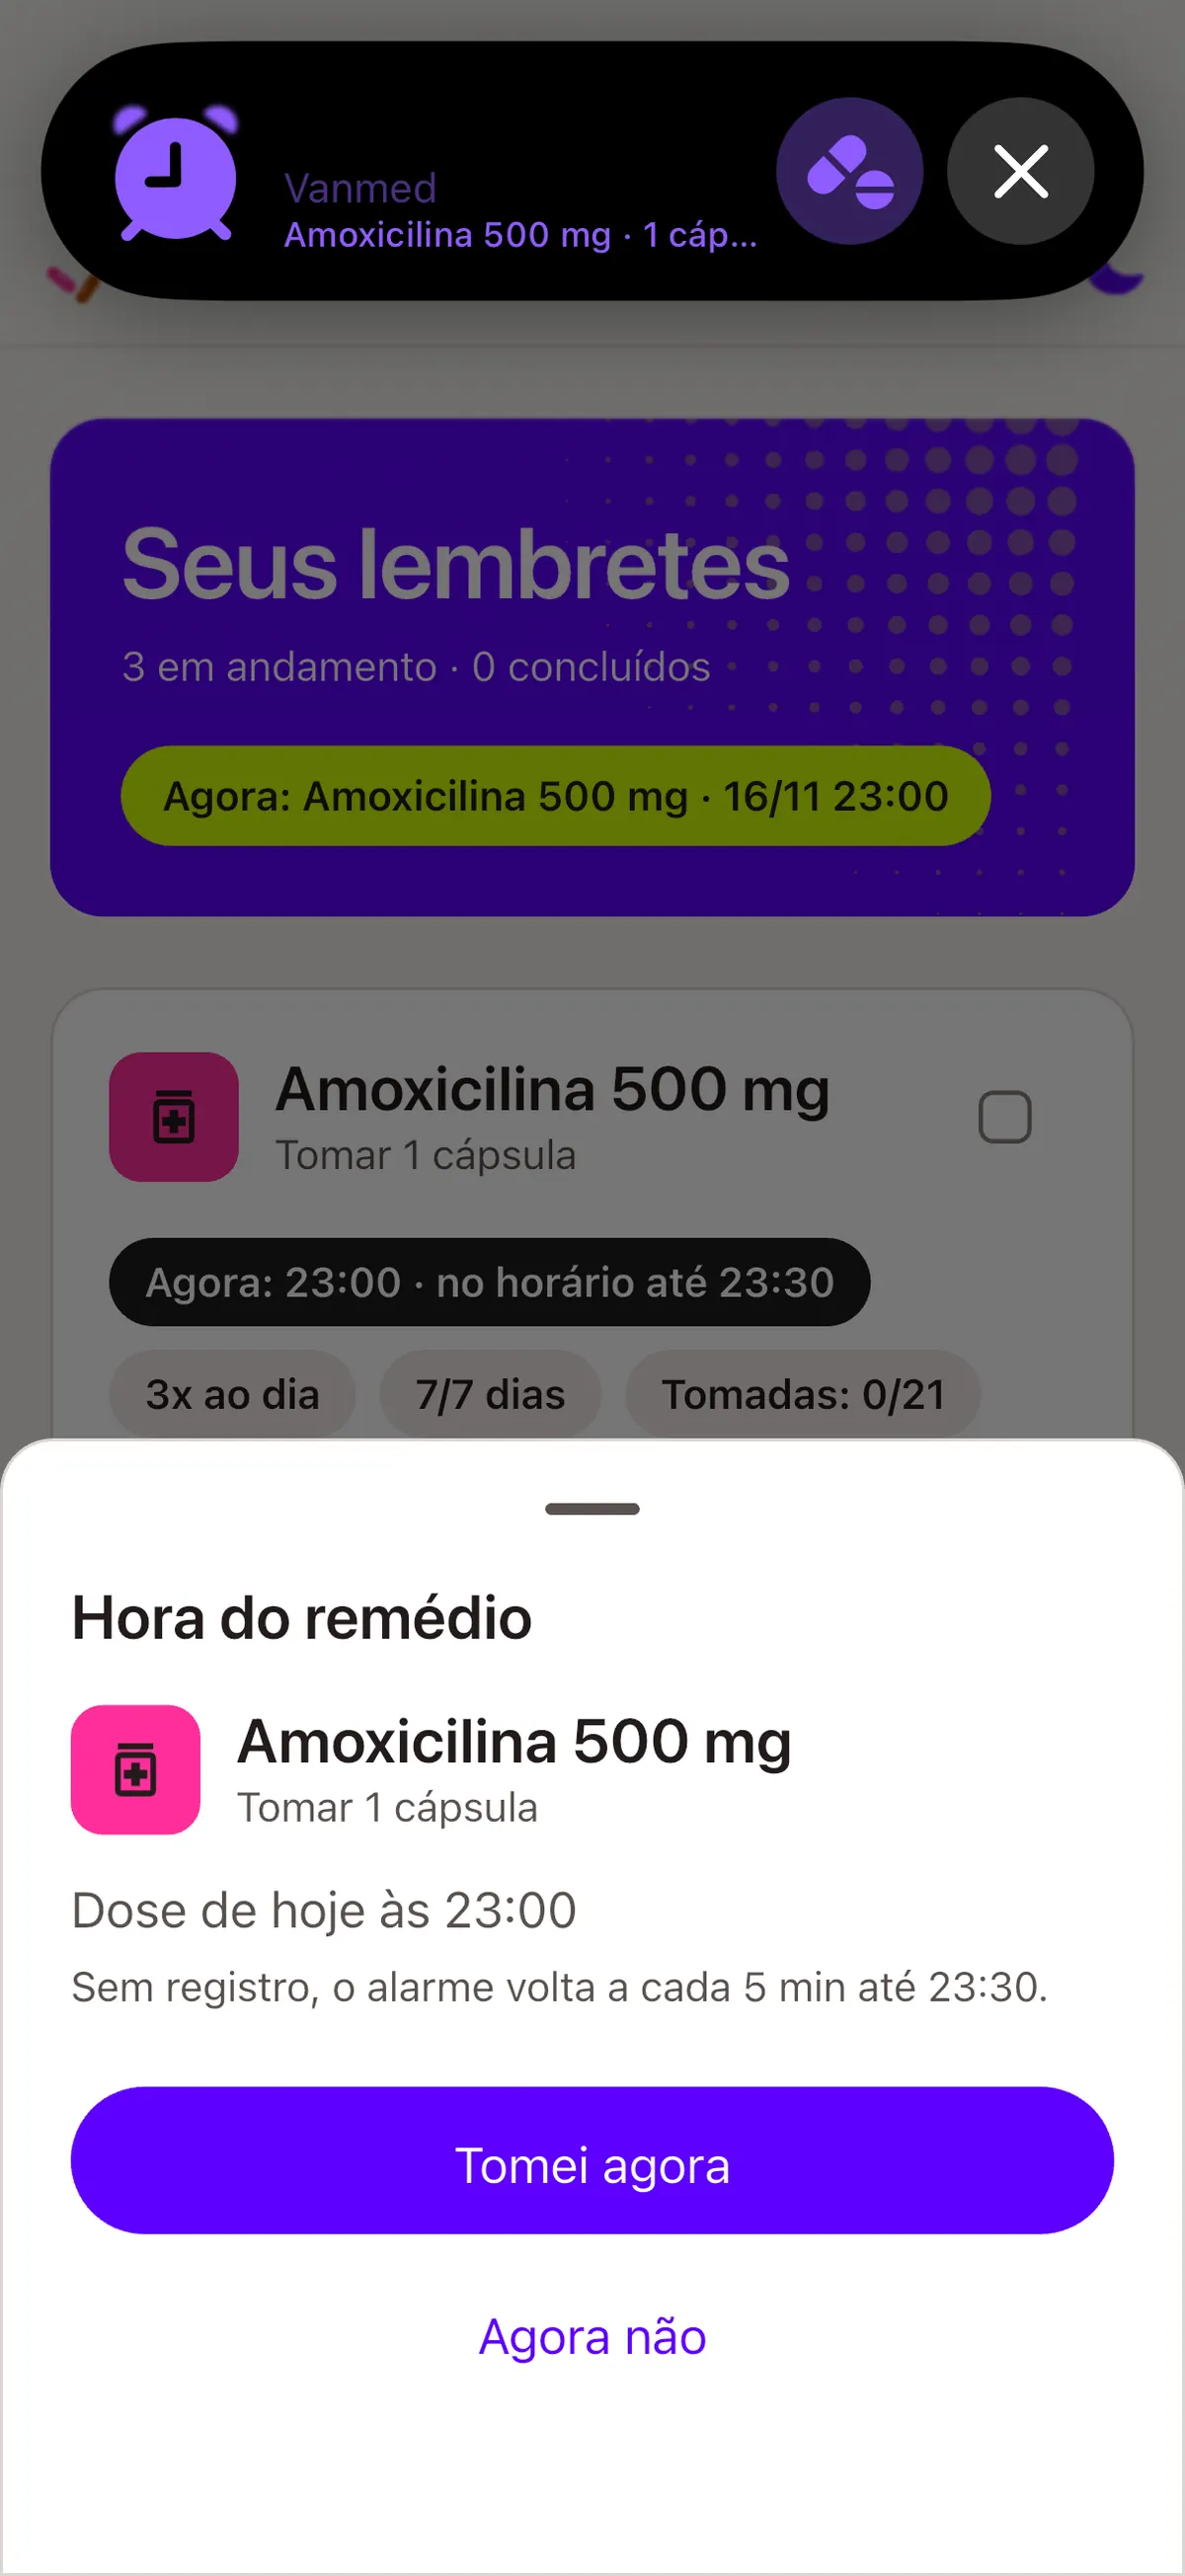 Vanmed
Amoxicilina 500 mg · 1 cáp...
Seus lembretes
3 em andamento · 0 concluídos
Agora: Amoxicilina 500 mg · 16/11 23:00
Amoxicilina 500 mg
Tomar 1 cápsula
Agora: 23:00 · no horário até 23:30
3x ao dia 7/7 dias Tomadas: 0/21
Hora do remédio
Amoxicilina 500 mg
Tomar 1 cápsula
Dose de hoje às 23:00
Sem registro, o alarme volta a cada 5 min até 23:30.
Tomei agora
Agora não